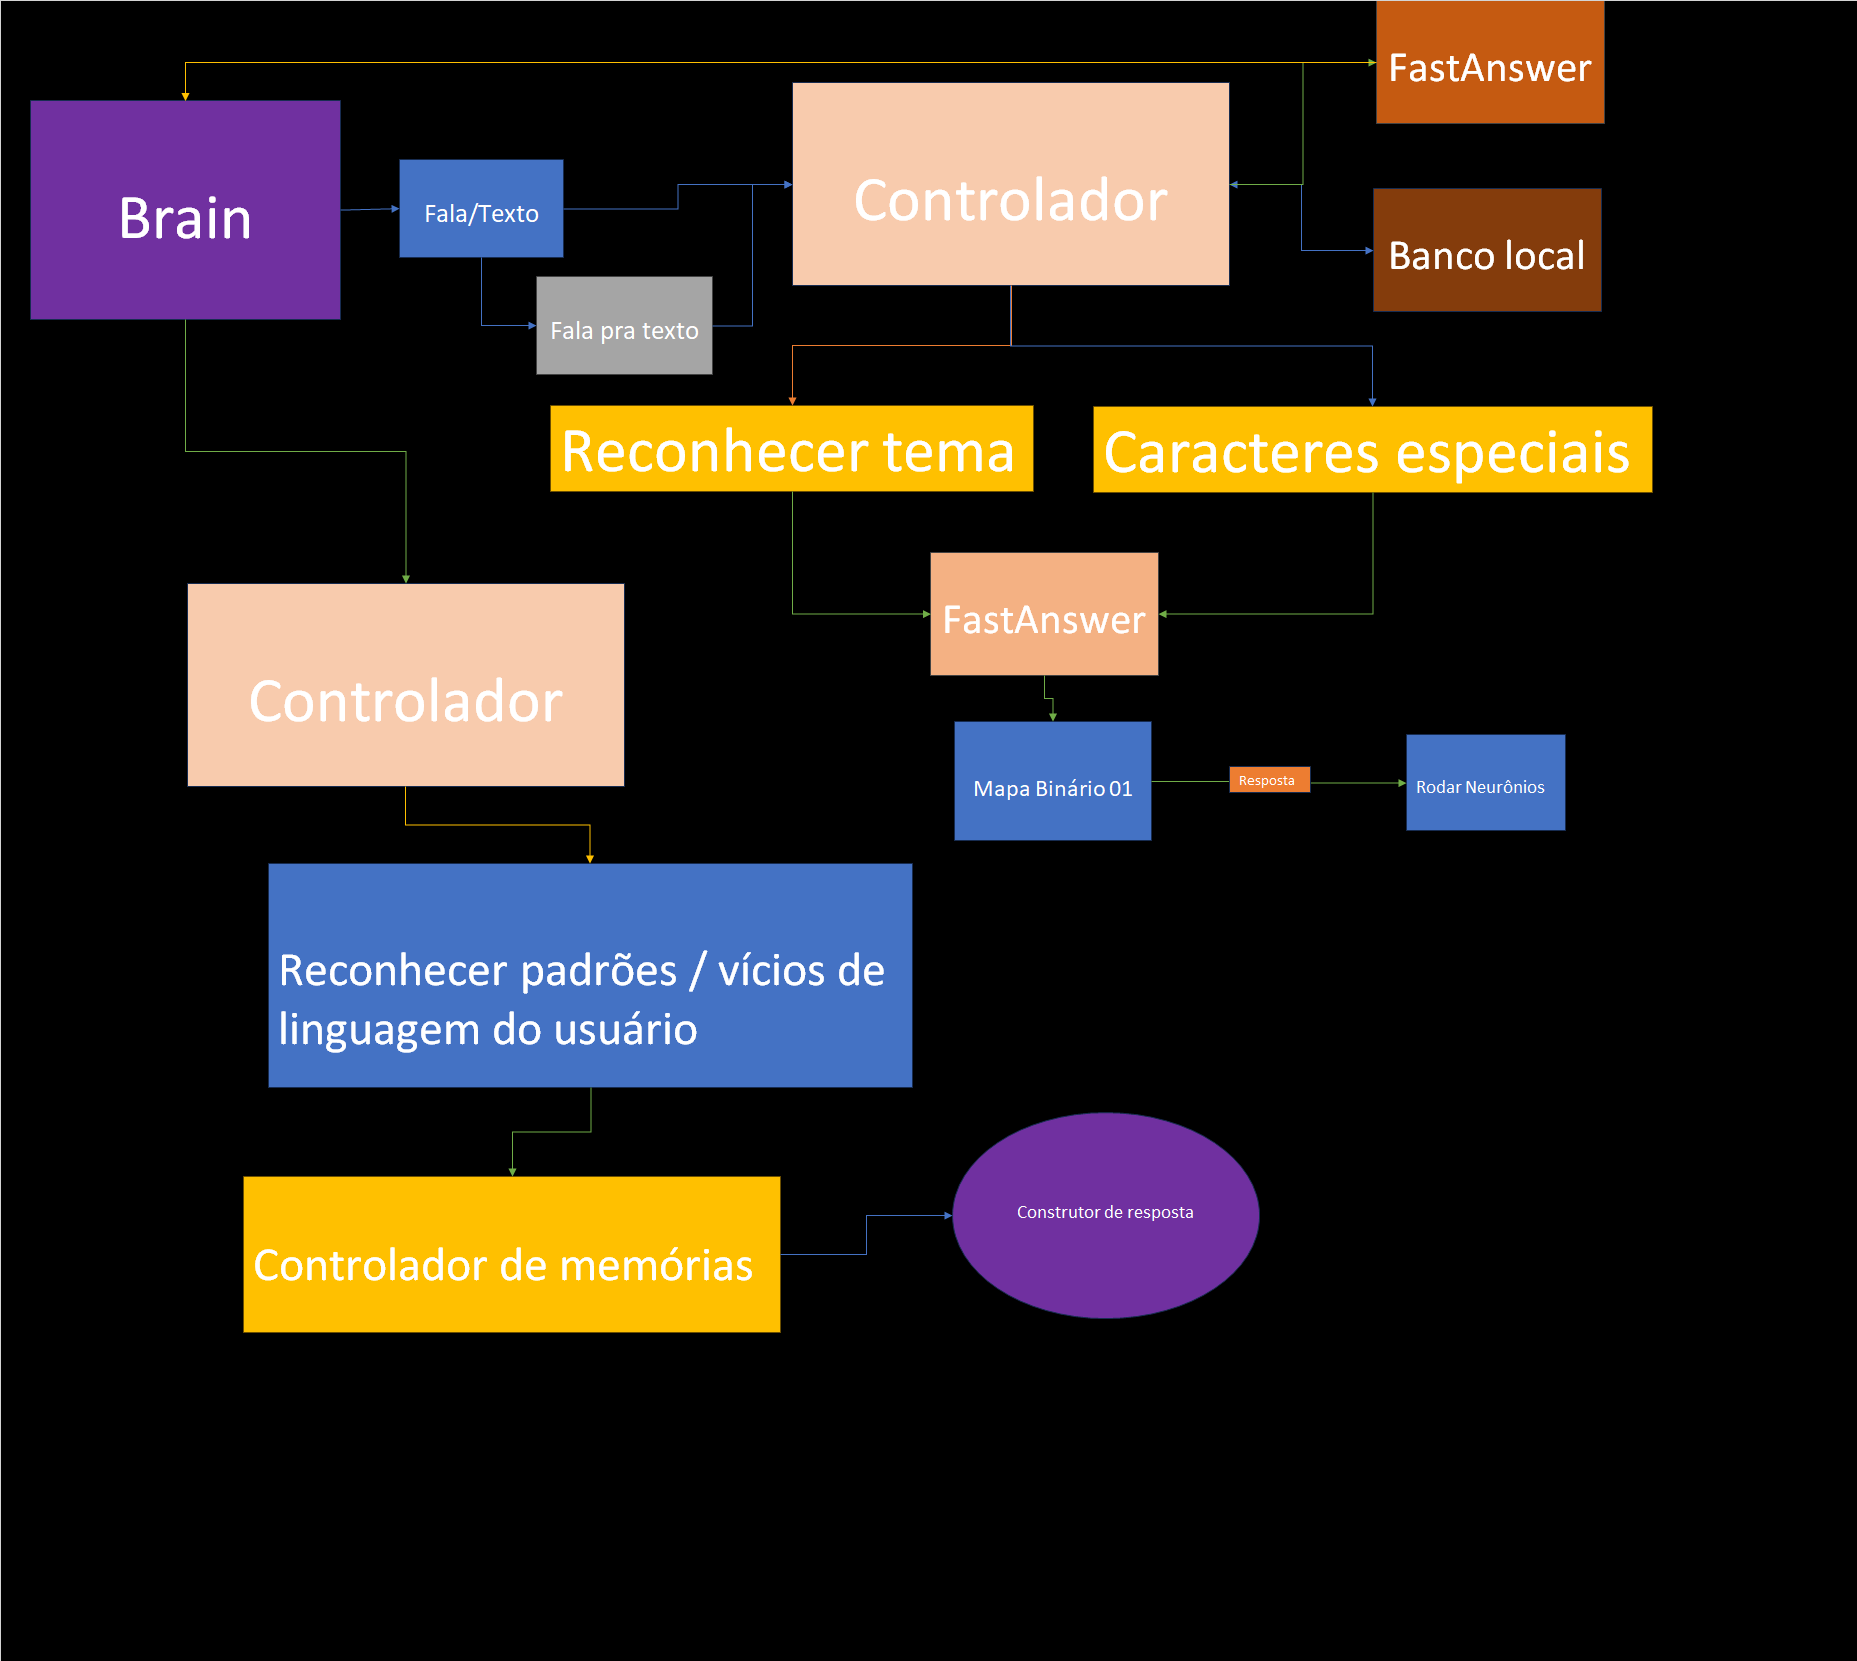 FastAnswer
Brain
Fala/Texto
Controlador
Banco local
Fala pra texto
Reconhecer tema
Caracteres especiais
FastAnswer
Controlador
Mapa Binário 01
Resposta
Rodar Neurônios
Reconhecer padrões / vícios de
linguagem do usuário
Controlador de memórias
Construtor de resposta